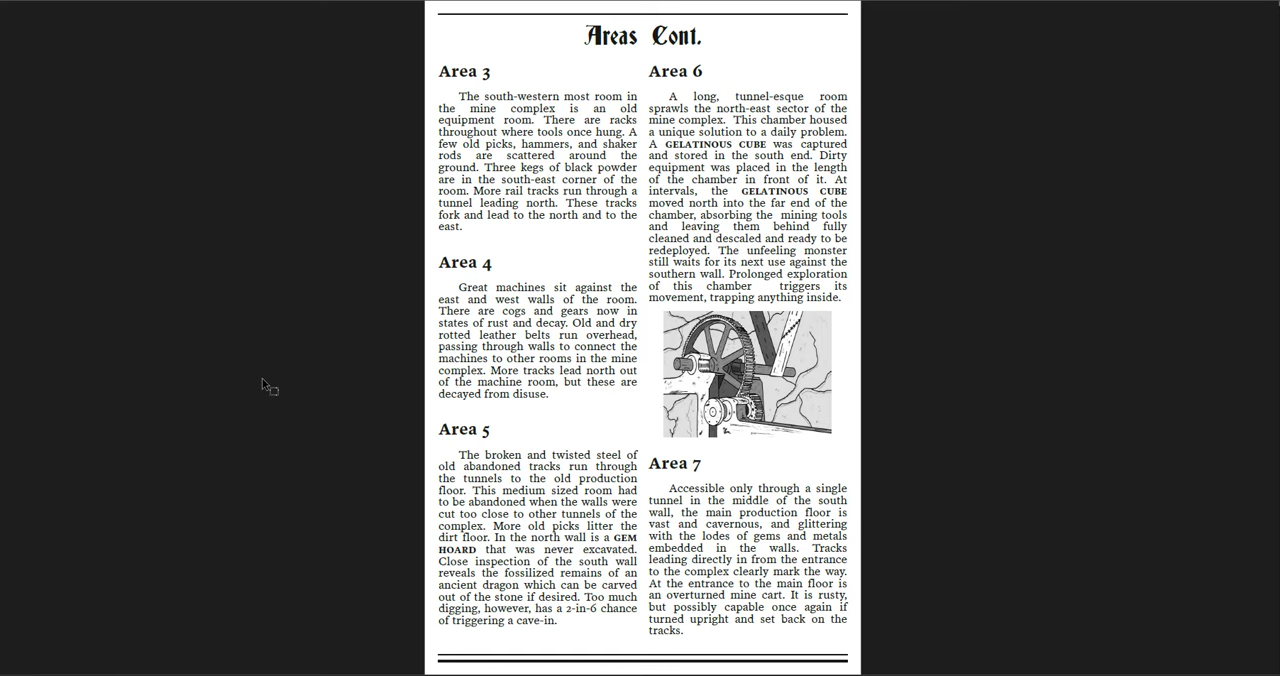 Areas Cont.
Area 3
The south-western most room in
the mine complex is an old
equipment room. There are racks
throughout where tools once hung. A
few old picks, hammers, and shaker
rods are scattered around the
ground. Three kegs of black powder
are in the south-east corner of the
room. More rail tracks run through a
tunnel leading north. These tracks
fork and lead to the north and to the
east.
Area 4
Great machines sit against the
east and west walls of the room.
There are cogs and gears now in
states of rust and decay. Old and dry
rotted leather belts run overhead,
passing through walls to connect the
machines to other rooms in the mine
complex. More tracks lead north out
of the machine room, but these are
decayed from disuse.
Area 5
The broken and twisted steel of
old abandoned tracks run through
the tunnels to the old production
floor. This medium sized room had
to be abandoned when the walls were
cut too close to other tunnels of the
complex. More old picks litter the
dirt floor. In the north wall is a GEM
HOARD that was never excavated.
Close inspection of the south wall
reveals the fossilized remains of an
ancient dragon which can be carved
out of the stone if desired. Too much
digging, however, has a 2-in-6 chance
of triggering a cave-in.
Area 6
A long, tunnel-esque room
sprawls the north-east sector of the
mine complex. This chamber housed
a unique solution to a daily problem.
A GELATINOUS CUBE was captured
and stored in the south end. Dirty
equipment was placed in the length
of the chamber in front of it. At
intervals, the GELATINOUS CUBE
moved north into the far end of the
chamber, absorbing the mining tools
and leaving them behind fully
cleaned and descaled and ready to be
redeployed. The unfeeling monster
still waits for its next use against the
southern wall. Prolonged exploration
of this chamber triggers its
movement, trapping anything inside.
Area 7
Accessible only through a single
tunnel in the middle of the south
wall, the main production floor is
vast and cavernous, and glittering
with the lodes of gems and metals
embedded in the walls. Tracks
leading directly in from the entrance
to the complex clearly mark the way.
At the entrance to the main floor is
an overturned mine cart. It is rusty,
but possibly capable once again if
turned upright and set back on the
tracks.